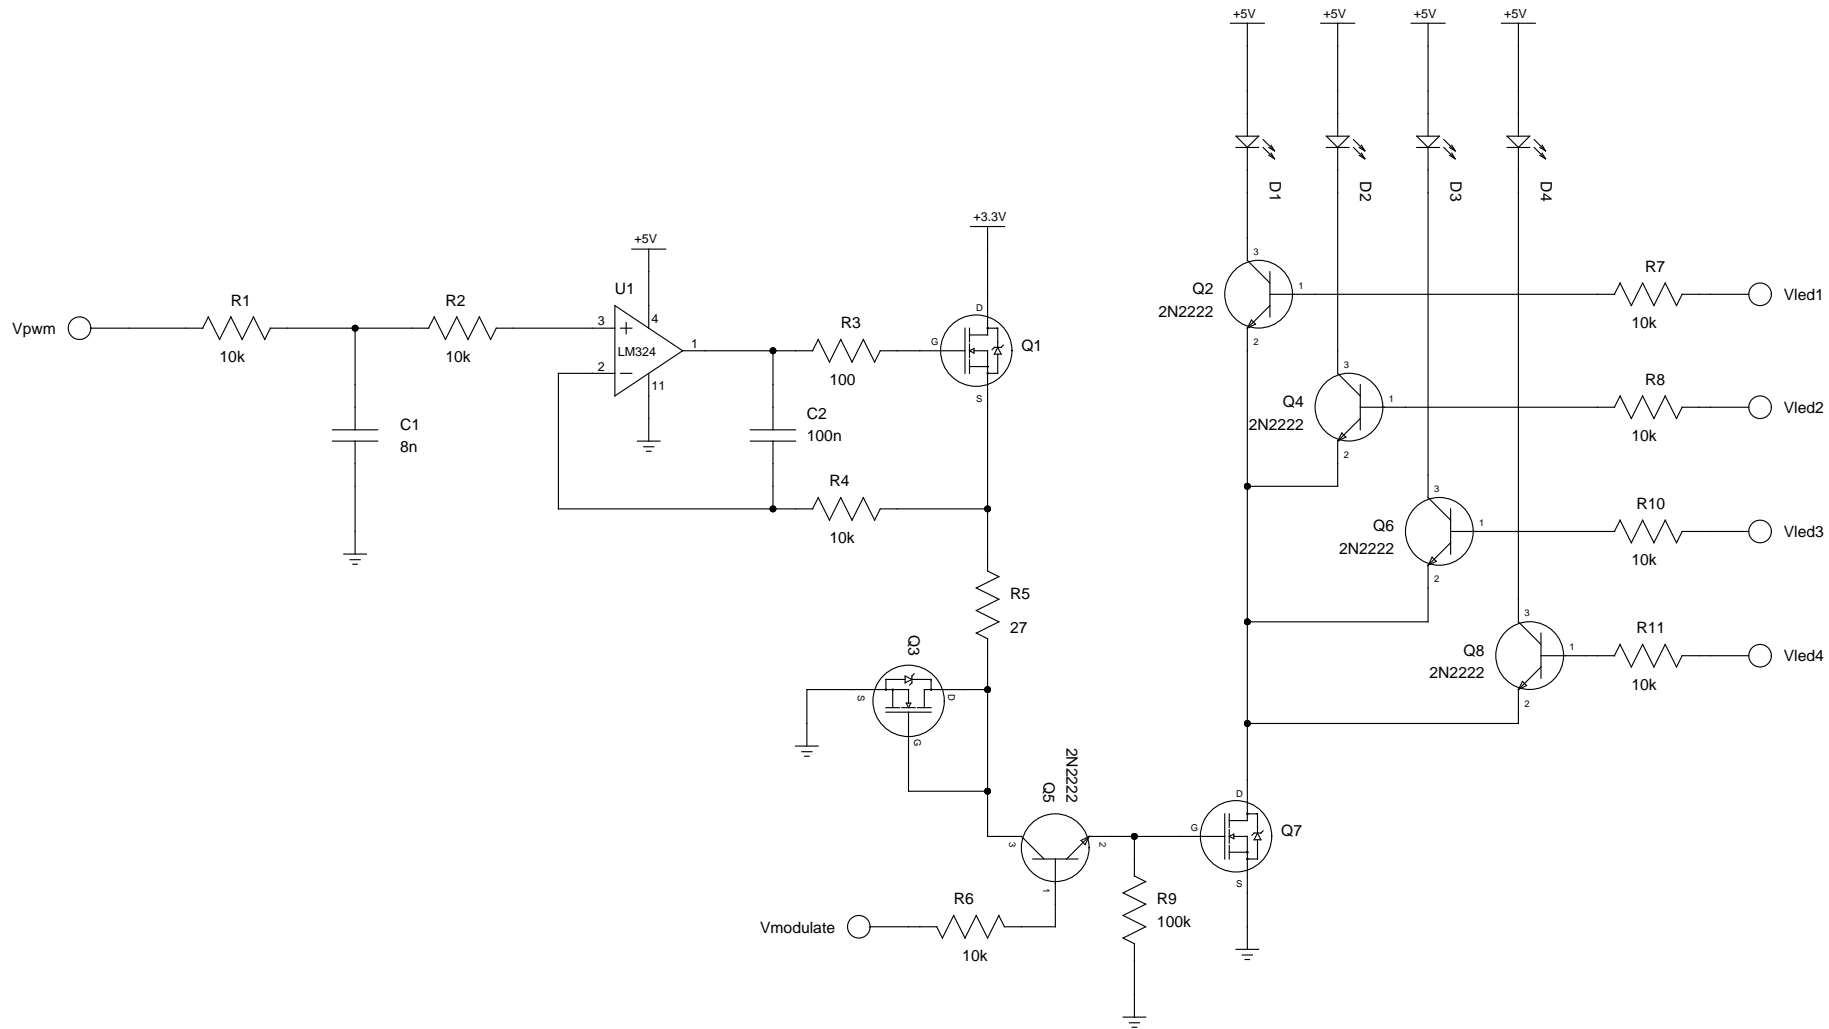 +5V
+5V
+5V
+5V
D1
D2
D3
D4
+3.3V
+5V
Vpwm
R1
10k
R2
10k
C1
8n
U1
LM324
3
2
4
11
1
R3
100
C2
100n
R4
10k
D
G
S
Q1
R5
27
Q3
S
D
G
2N2222
Q5
3
2
1
Vmodulate
R6
10k
R9
100k
D
G
S
Q7
Q2
2N2222
3
1
2
R7
10k
Vled1
Q4
2N2222
3
1
2
R8
10k
Vled2
Q6
2N2222
3
1
2
R10
10k
Vled3
Q8
2N2222
3
1
2
R11
10k
Vled4